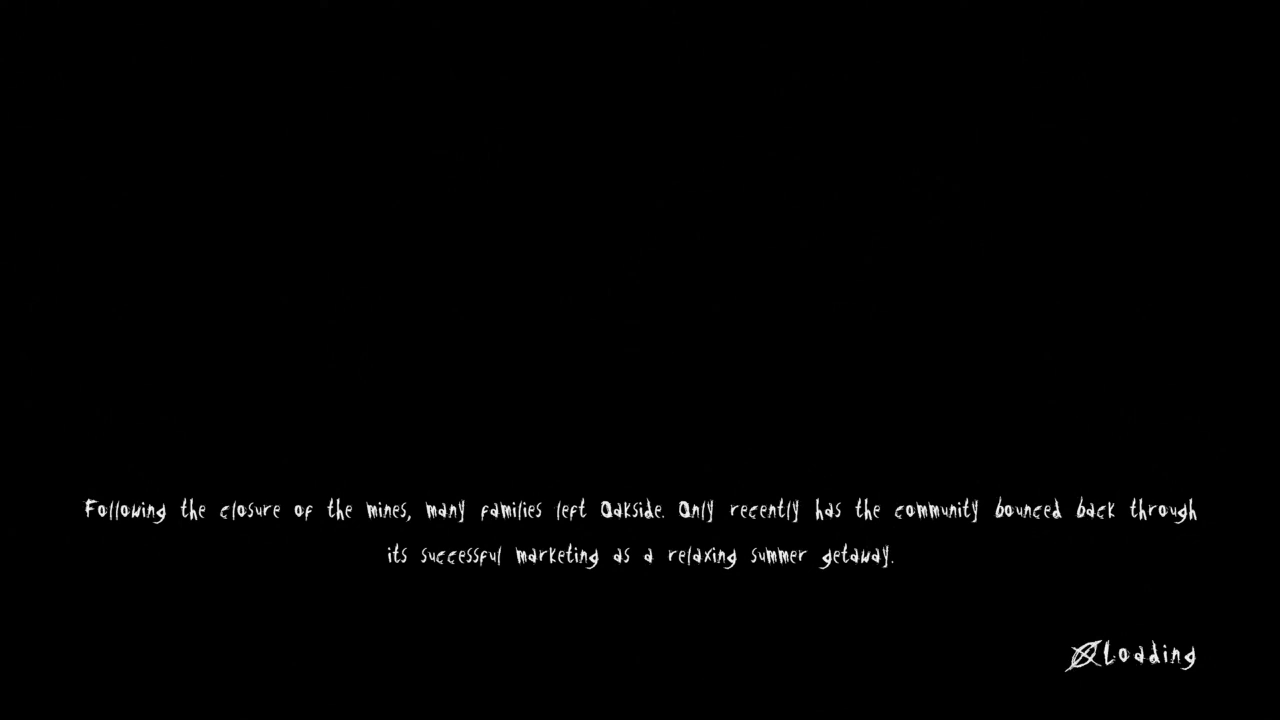 Following the closure of the mines, many families left Oakside. Only recently has the community bounced back through
its successful marketing as a relaxing summer getaway.
Loading